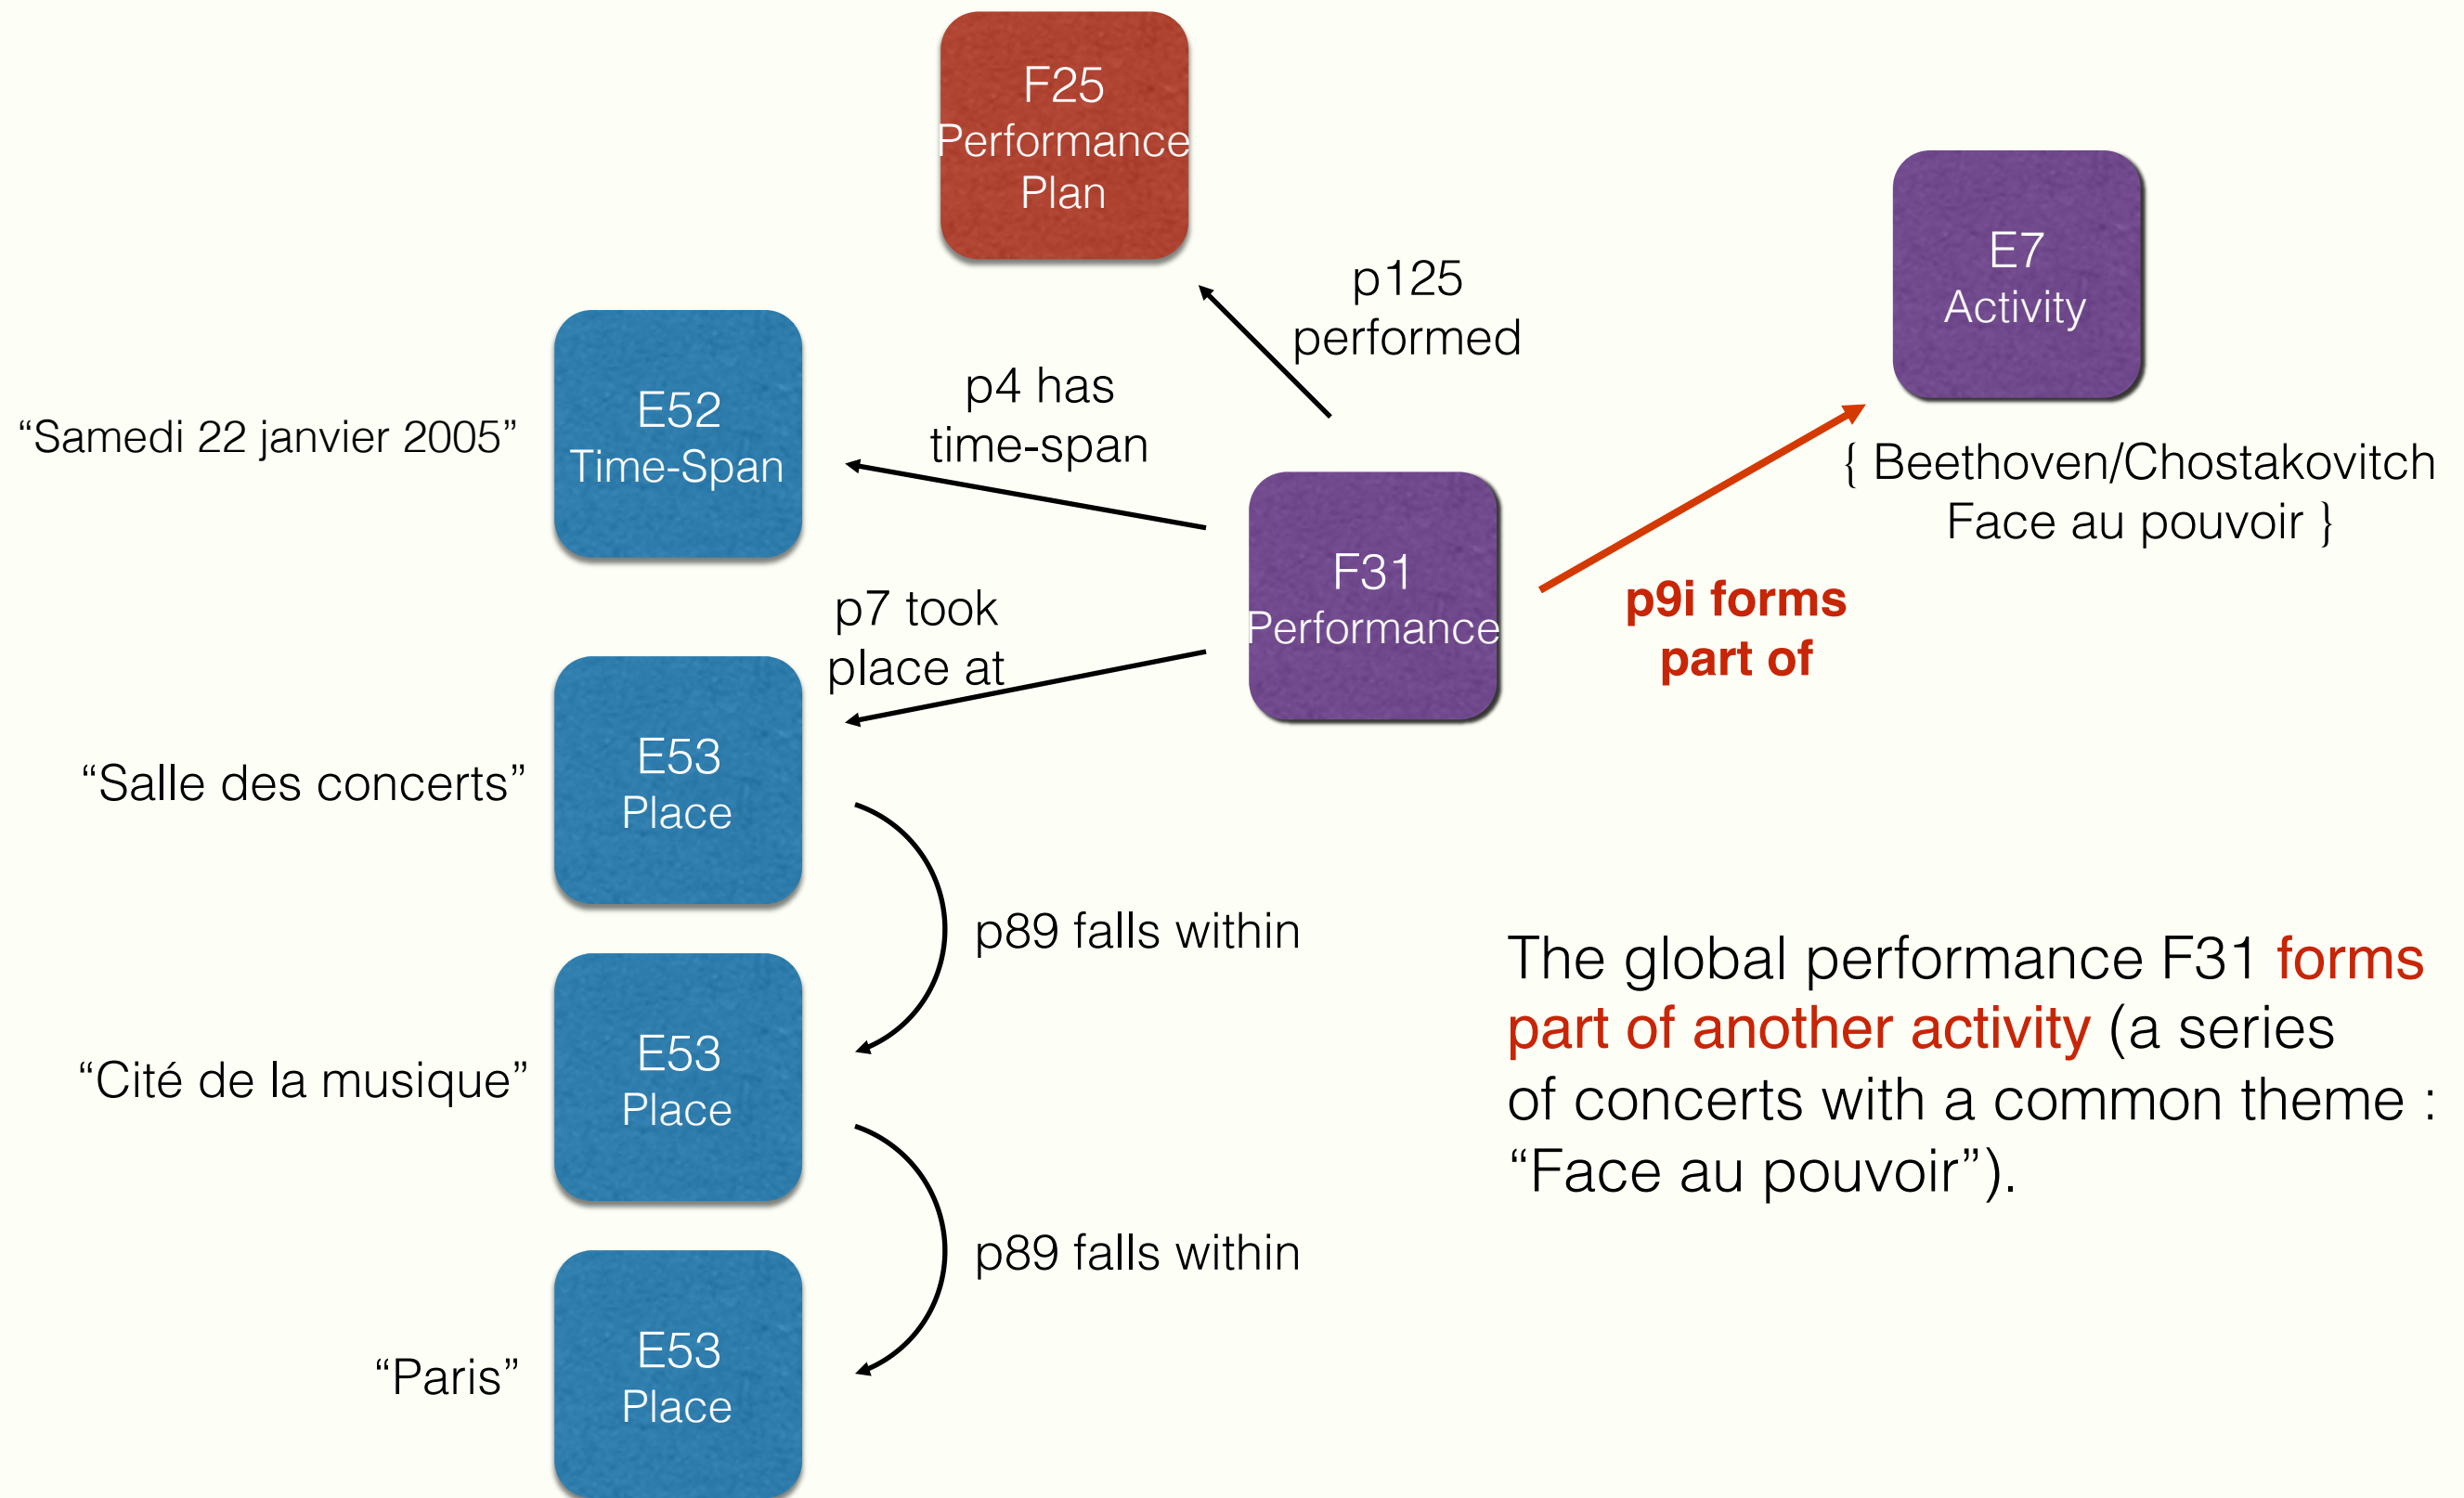 F25
Performance
Plan
E7
Activity
p125
performed
p4 has
time-span
“Samedi 22 janvier 2005”
E52
Time-Span
{ Beethoven/Chostakovitch
Face au pouvoir }
F31
Performance
p9i forms
part of
p7 took
place at
“Salle des concerts”
E53
Place
p89 falls within
“Cité de la musique”
E53
Place
p89 falls within
“Paris”
E53
Place
The global performance F31 forms
part of another activity (a series
of concerts with a common theme :
“Face au pouvoir”).